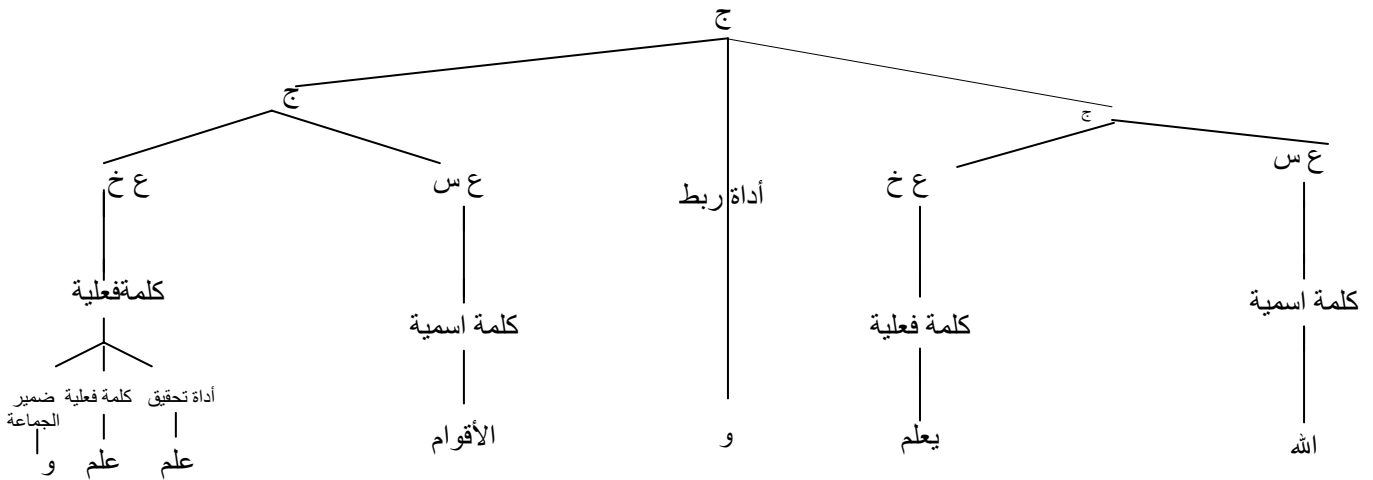 ج
ج
ج
ع س
ع خ
ع س
ع خ
أداة ربط
كلمة اسمية
كلمة فعلية
كلمة اسمية
كلمةفعلية
أداة تحقيق
كلمة فعلية
ضمير
الجماعة
الله
يعلم
و
الأقوام
علم
علم
و